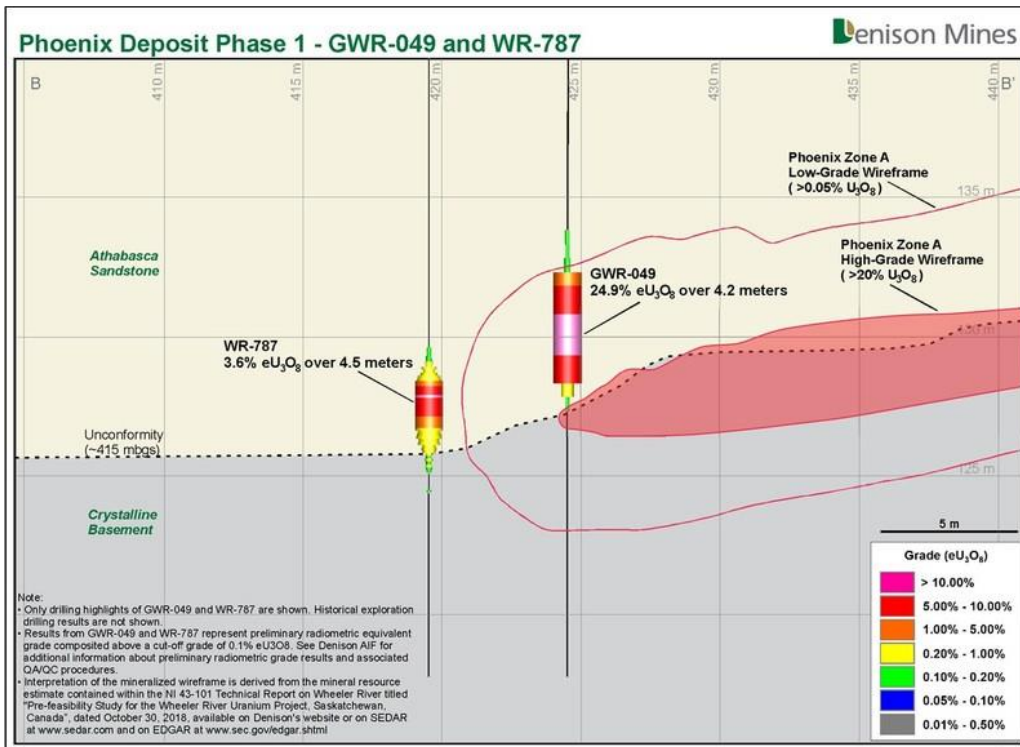 Phoenix Deposit Phase 1 - GWR-049 and WR-787
Denison Mines
B
410 m
415 m
420 m
425 m
430 m
435 m
440 m
B'
Phoenix Zone A
Low-Grade Wireframe
( >0.05% U₃O₈)
135 m
Phoenix Zone A
High-Grade Wireframe
( >20% U₃O₈)
Athabasca
Sandstone
GWR-049
24.9% eU₃O₈ over 4.2 meters
WR-787
3.6% eU₃O₈ over 4.5 meters
130 m
Unconformity
(~415 mbgs)
125 m
Crystalline
Basement
5 m
Grade (eU₃O₈)
> 10.00%
5.00% - 10.00%
1.00% - 5.00%
0.20% - 1.00%
0.10% - 0.20%
0.05% - 0.10%
0.01% - 0.50%
Note:
• Only drilling highlights of GWR-049 and WR-787 are shown. Historical exploration
drilling results are not shown.
• Results from GWR-049 and WR-787 represent preliminary radiometric equivalent
grade composited above a cut-off grade of 0.1% eU3O8. See Denison AIF for
additional information about preliminary radiometric grade results and associated
QA/QC procedures.
• Interpretation of the mineralized wireframe is derived from the mineral resource
estimate contained within the NI 43-101 Technical Report on Wheeler River titled
"Pre-feasibility Study for the Wheeler River Uranium Project, Saskatchewan,
Canada", dated October 30, 2018, available on Denison's website or on SEDAR
at www.sedar.com and on EDGAR at www.sec.gov/edgar.shtml